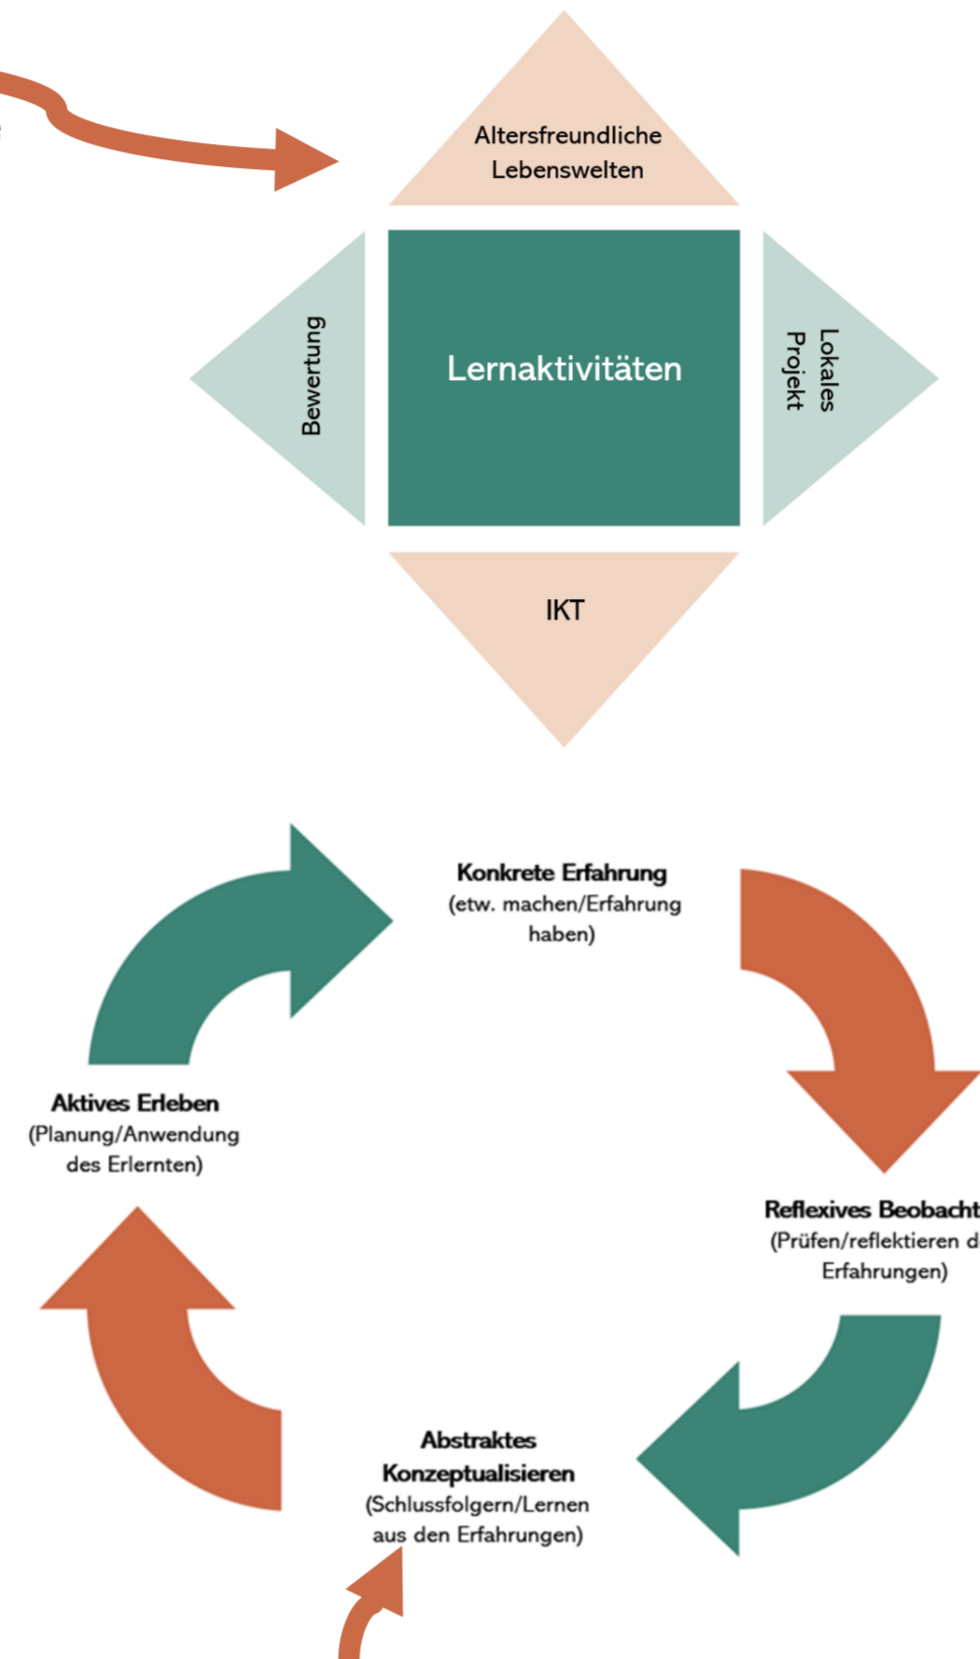 Altersfreundliche
Lebenswelten
Bewertung
Lernaktivitäten
Lokales
Projekt
IKT
Konkrete Erfahrung
(etw. machen/Erfahrung
haben)
Aktives Erleben
(Planung/Anwendung
des Erlernten)
Reflexives Beobacht
(Prüfen/reflektieren d
Erfahrungen)
Abstraktes
Konzeptualisieren
(Schlussfolgern/Lernen
aus den Erfahrungen)